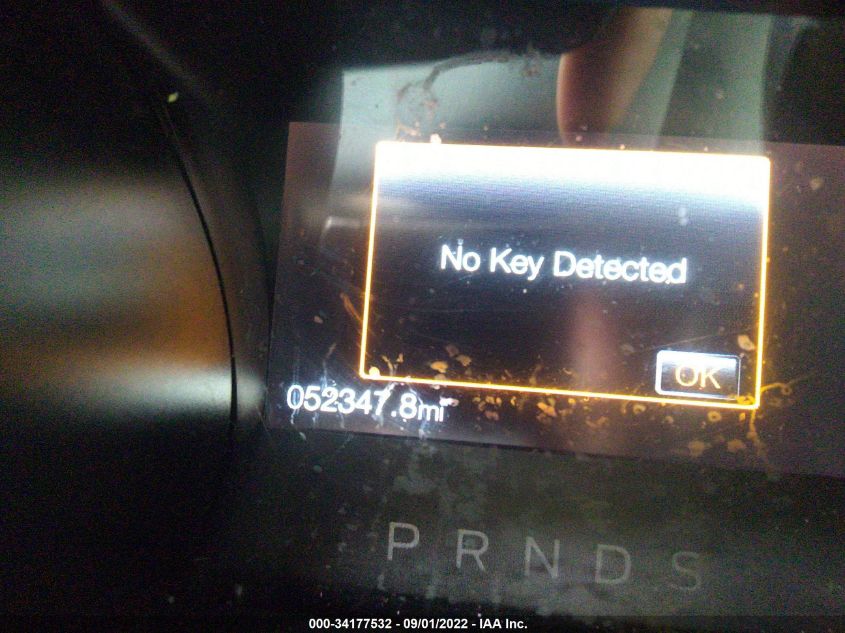 No Key Detected
OK
052347.8mi
P R N D S
000-34177532 - 09/01/2022 - IAA Inc.